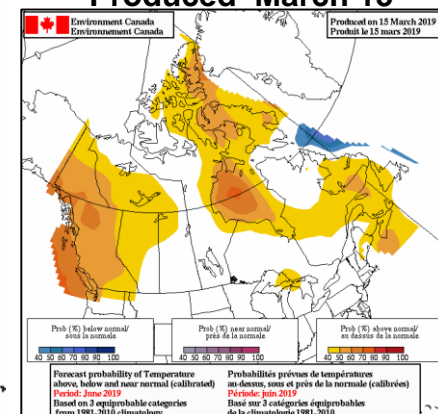 Produced March 15
Environment Canada
Environnement Canada
Produced on 15 March 2019
Produit le 15 mars 2019
Prob (%) below normal/
sous la normale
40 50 60 70 80 90 100
Prob (%) near normal/
près de la normale
40 50 60 70 80 90 100
Prob (%) above normal/
au dessus de la normale
40 50 60 70 80 90 100
Forecast probability of Temperature
above, below and near normal (calibrated)
Period: June 2019
Based on 3 equiprobable categories
from 1981-2010 climatology
Probabilités prévues de températures
au-dessus, sous et près de la normale (calibrées)
Période: juin 2019
Basé sur 3 catégories équiprobables
de la climatologie 1981-2010